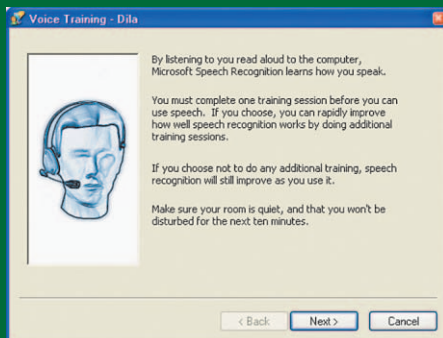 Voice Training - Dila
By listening to you read aloud to the computer,
Microsoft Speech Recognition learns how you speak.
You must complete one training session before you can
use speech. If you choose, you can rapidly improve
how well speech recognition works by doing additional
training sessions.
If you choose not to do any additional training, speech
recognition will still improve as you use it.
Make sure your room is quiet, and that you won't be
disturbed for the next ten minutes.
< Back Next > Cancel